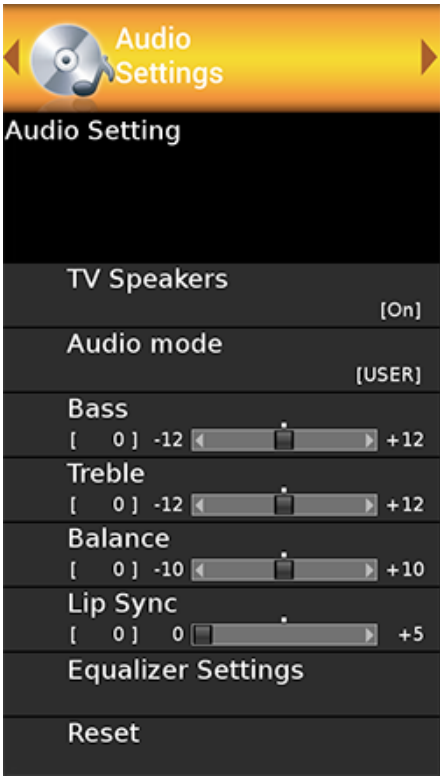 Audio
Settings
Audio Setting
TV Speakers
[On]
Audio mode
[USER]
Bass
[ 0 ] -12 +12
Treble
[ 0 ] -12 +12
Balance
[ 0 ] -10 +10
Lip Sync
[ 0 ] 0 +5
Equalizer Settings
Reset